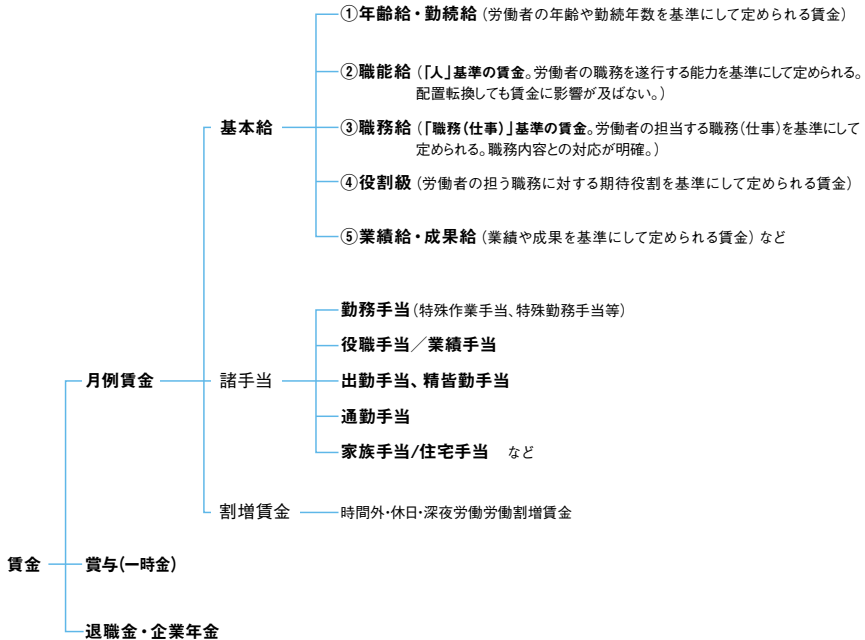 ①年齢給・勤続給（労働者の年齢や勤続年数を基準にして定められる賃金）
②職能給（「人」基準の賃金。労働者の職務を遂行する能力を基準にして定められる。
配置転換しても賃金に影響が及ばない。）
基本給
③職務給（「職務（仕事）」基準の賃金。労働者の担当する職務（仕事）を基準にして
定められる。職務内容との対応が明確。）
④役割級（労働者の担う職務に対する期待役割を基準にして定められる賃金）
⑤業績給・成果給（業績や成果を基準にして定められる賃金）など
勤務手当（特殊作業手当、特殊勤務手当等）
役職手当／業績手当
月例賃金
諸手当
出勤手当、精皆勤手当
通勤手当
家族手当/住宅手当 など
割増賃金
時間外・休日・深夜労働労働割増賃金
賃金
賞与（一時金）
退職金・企業年金